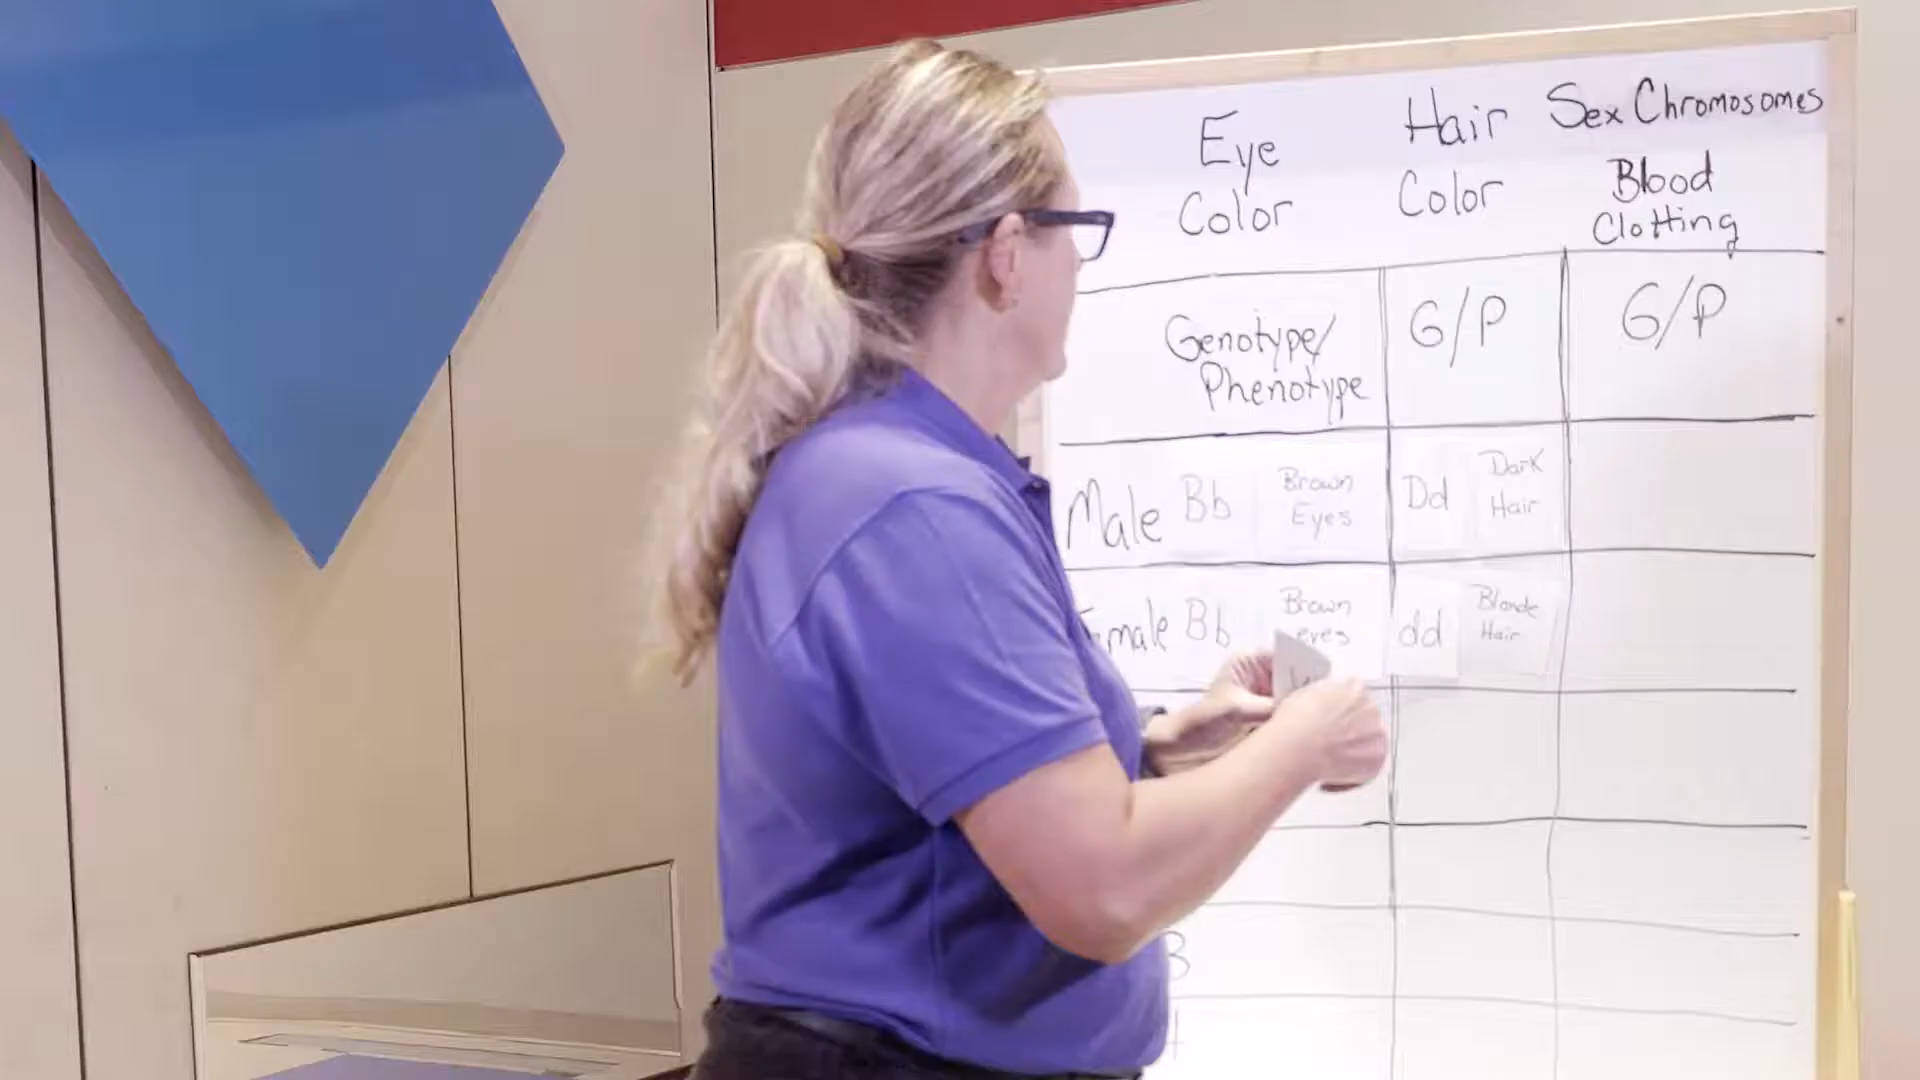 Eye
Color
Hair
Color
Sex Chromosomes
Blood
Clotting
Genotype/
Phenotype
G/P
G/P
Male Bb
Brown
Eyes
Dd
Dark
Hair
Bb
Brown
eyes
dd
Blonde
Hair
3